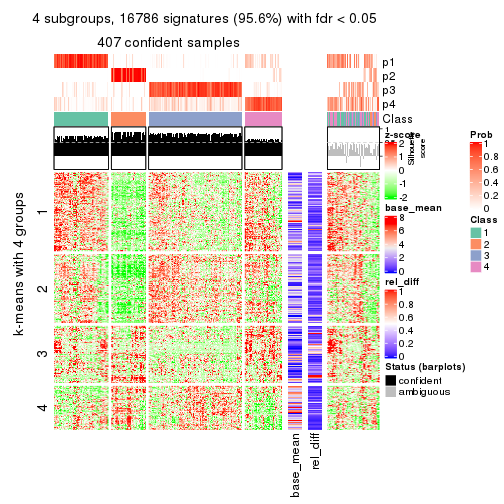 4 subgroups, 16786 signatures (95.6%) with fdr < 0.05
407 confident samples
p1
p2
p3
p4
Class
1
Silhouette
score
k-means with 4 groups
1
2
3
4
base_mean
rel_diff
z-score
2
1
0
-1
-2
base_mean
8
6
4
2
0
rel_diff
1
0.8
0.6
0.4
0.2
0
Status (barplots)
confident
ambiguous
Prob
1
0.8
0.6
0.4
0.2
0
Class
1
2
3
4